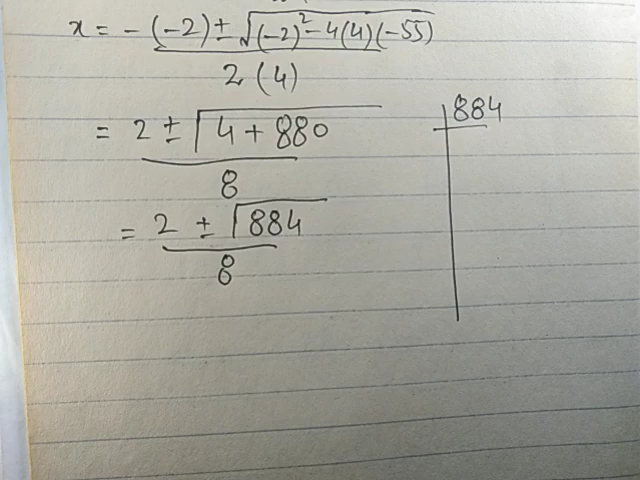 x = -(-2) ± √(-2)² - 4(4)(-55)
2(4)
= 2 ± √4 + 880
8
= 2 ± √884
8
884